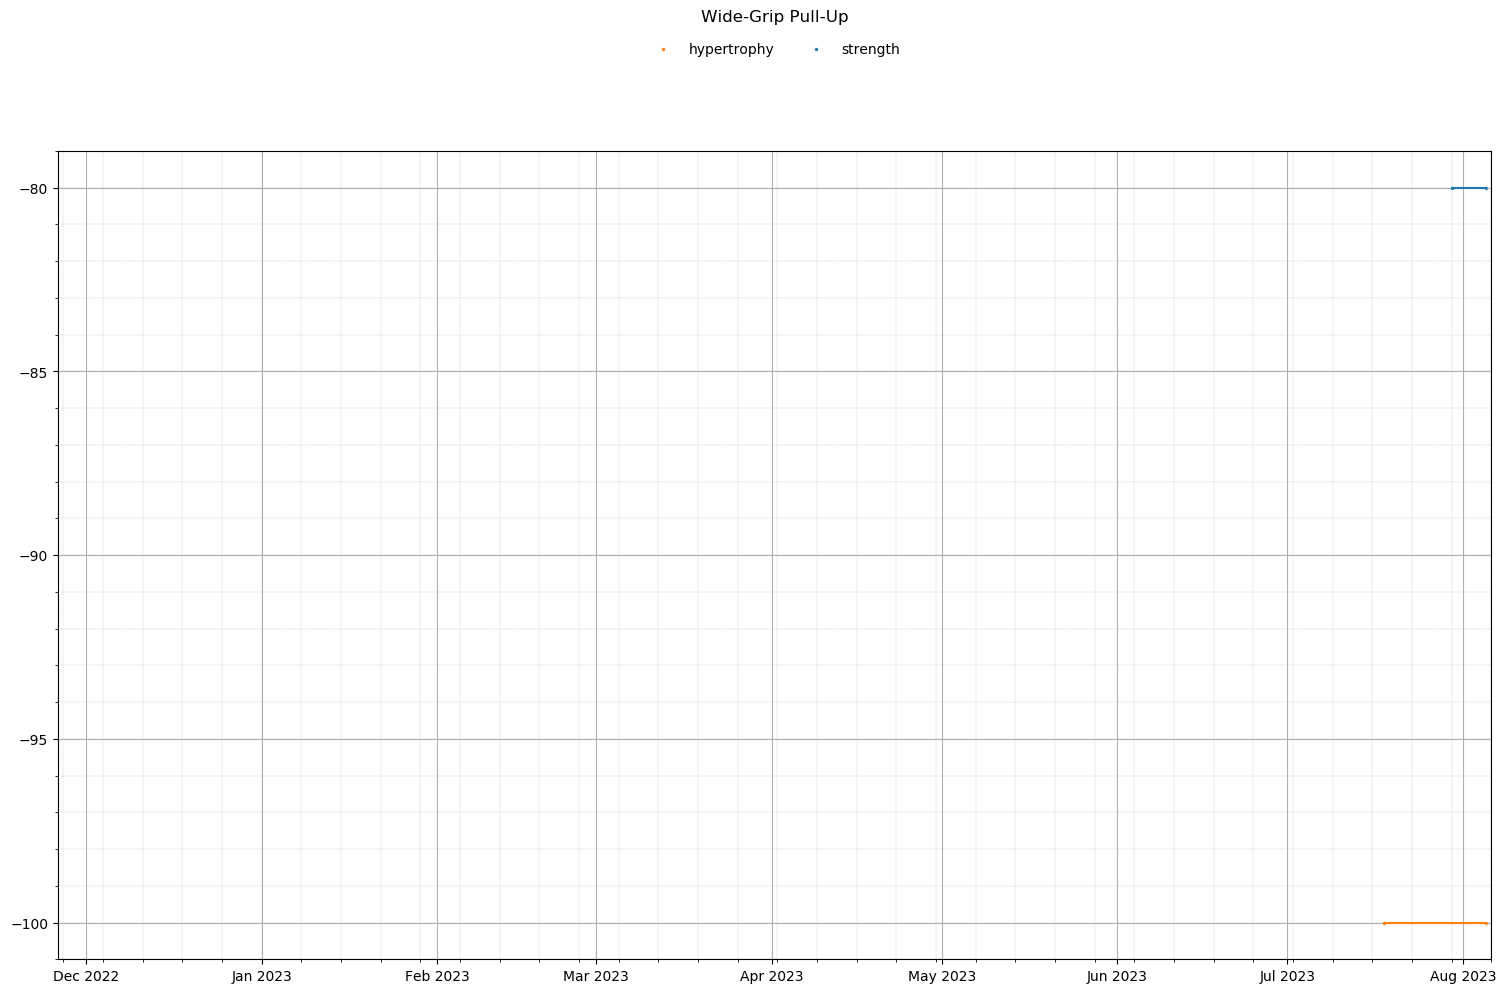 Wide-Grip Pull-Up
hypertrophy strength
−80
−85
−90
−95
−100
Dec 2022 Jan 2023 Feb 2023 Mar 2023 Apr 2023 May 2023 Jun 2023 Jul 2023 Aug 2023